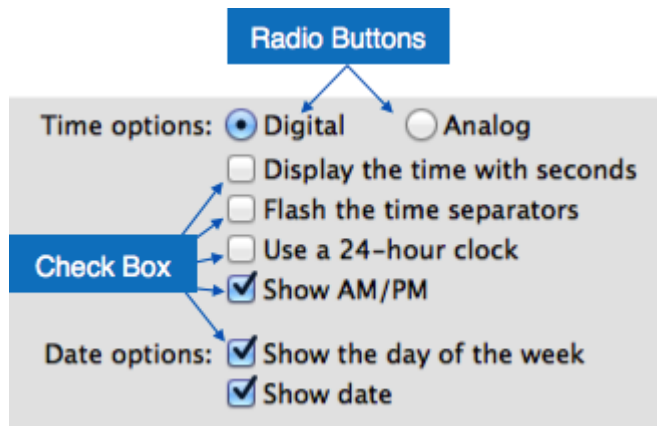 Radio Buttons
Time options: Digital Analog
Display the time with seconds
Flash the time separators
Use a 24-hour clock
Check Box
Show AM/PM
Date options: Show the day of the week
Show date